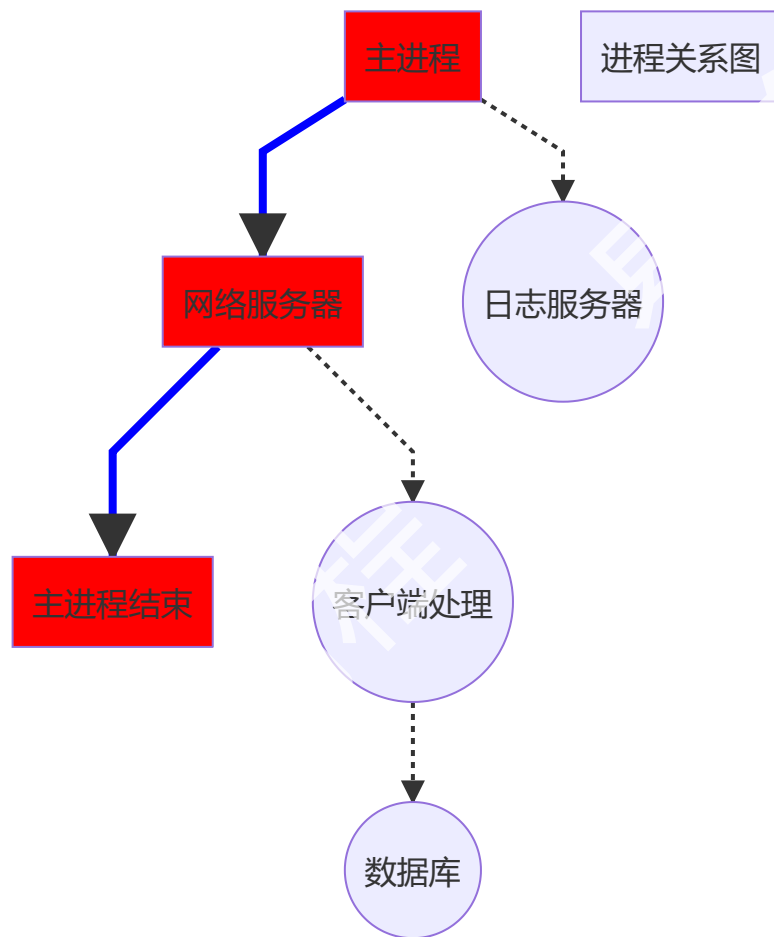 主进程
进程关系图
网络服务器
日志服务器
主进程结束
客户端处理
数据库